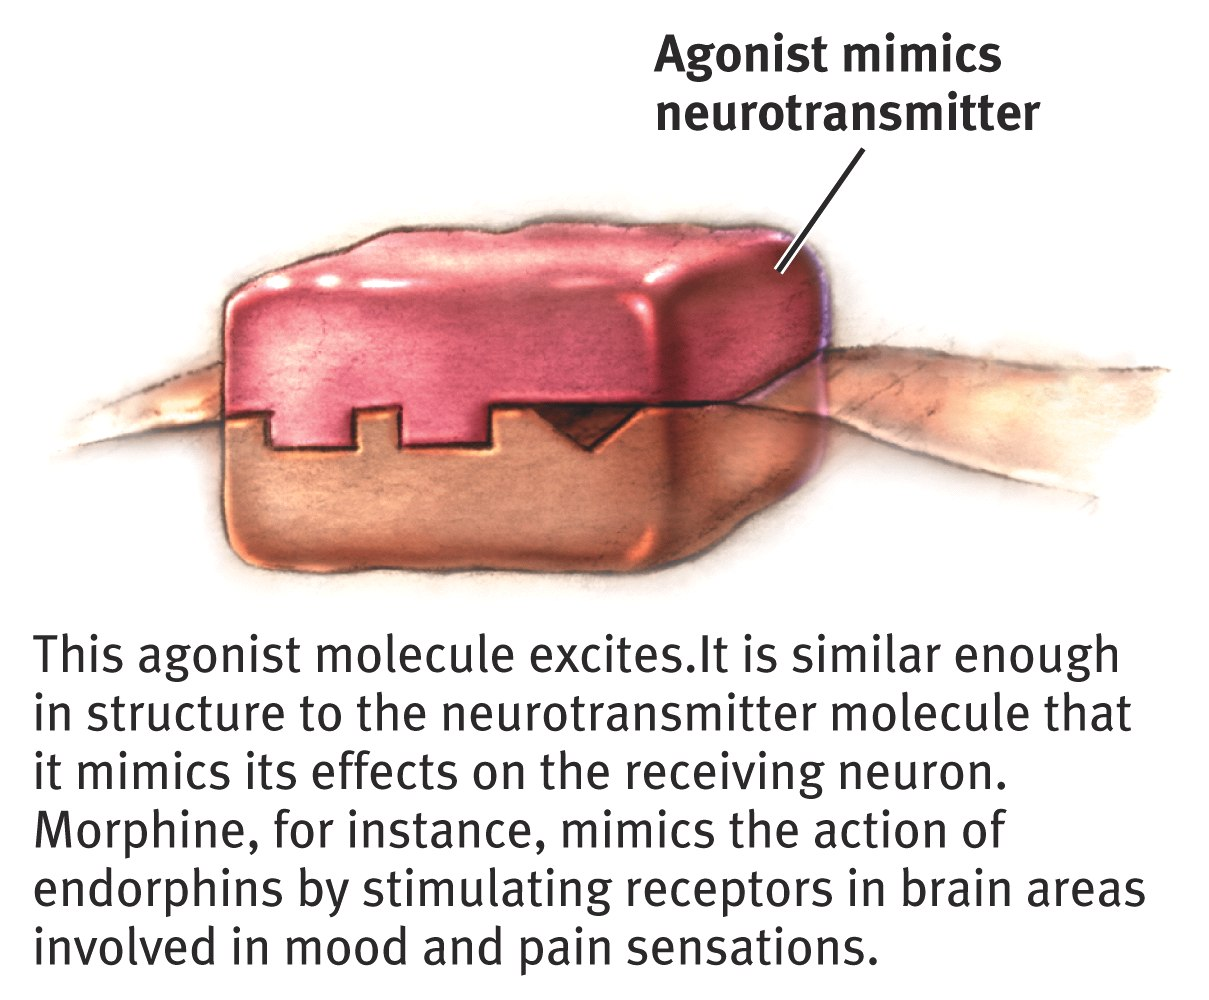 Agonist mimics
neurotransmitter
This agonist molecule excites.It is similar enough
in structure to the neurotransmitter molecule that
it mimics its effects on the receiving neuron.
Morphine, for instance, mimics the action of
endorphins by stimulating receptors in brain areas
involved in mood and pain sensations.